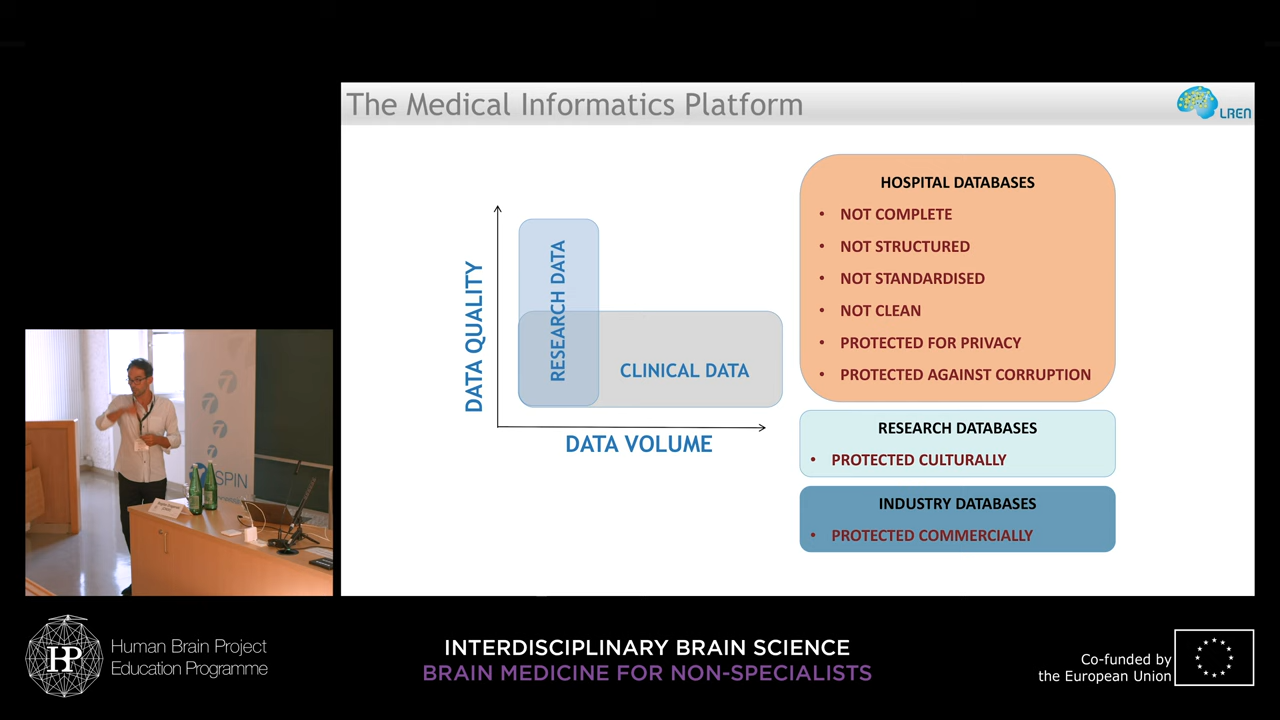 The Medical Informatics Platform
LREN
DATA QUALITY
RESEARCH DATA
CLINICAL DATA
DATA VOLUME
HOSPITAL DATABASES
• NOT COMPLETE
• NOT STRUCTURED
• NOT STANDARDISED
• NOT CLEAN
• PROTECTED FOR PRIVACY
• PROTECTED AGAINST CORRUPTION
RESEARCH DATABASES
• PROTECTED CULTURALLY
INDUSTRY DATABASES
• PROTECTED COMMERCIALLY
SPIN
HP
Human Brain Project
Education Programme
INTERDISCIPLINARY BRAIN SCIENCE
BRAIN MEDICINE FOR NON-SPECIALISTS
Co-funded by
the European Union